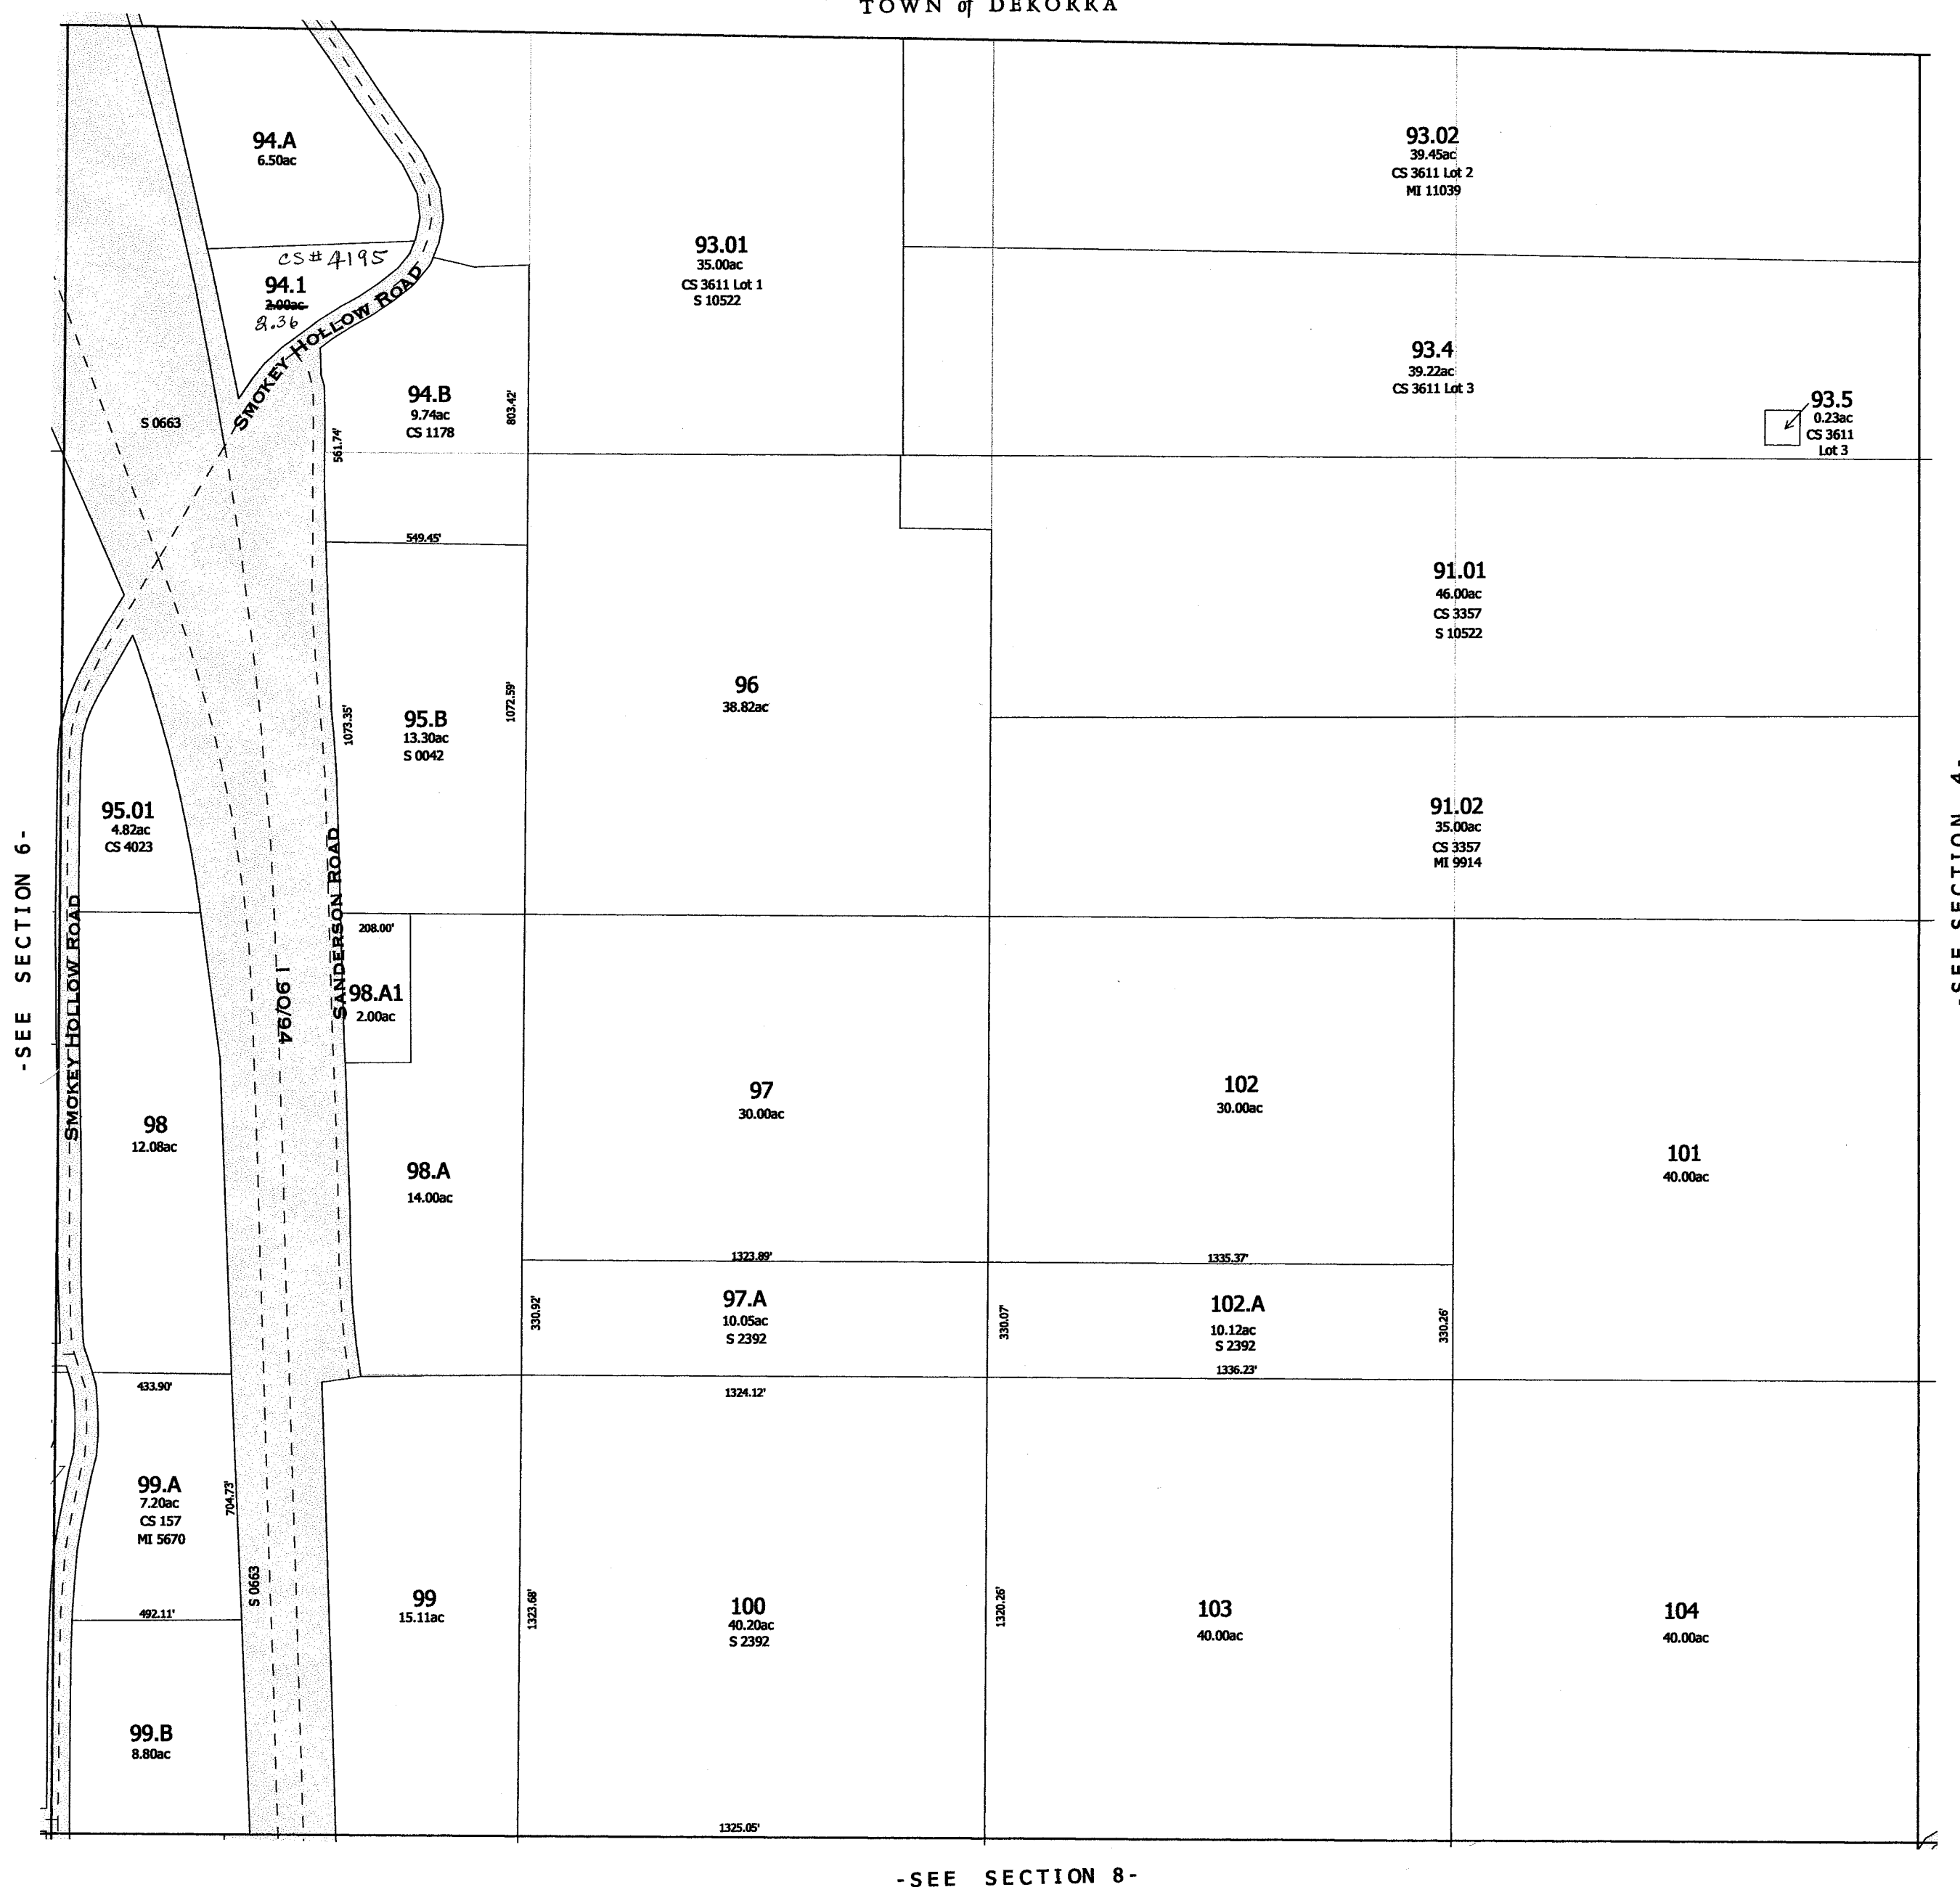 TOWN of DEKORRA
94.A
6.50ac
CS# 4195
94.1
2.00ac
2.36
SMOKEY HOLLOW ROAD
93.01
35.00ac
CS 3611 Lot 1
S 10522
93.02
39.45ac
CS 3611 Lot 2
MI 11039
93.4
39.22ac
CS 3611 Lot 3
93.5
0.23ac
CS 3611
Lot 3
S 0663
94.B
9.74ac
CS 1178
803.42'
561.74'
549.45'
91.01
46.00ac
CS 3357
S 10522
96
38.82ac
95.B
13.30ac
S 0042
1073.35'
1072.59'
95.01
4.82ac
CS 4023
91.02
35.00ac
CS 3357
MI 9914
-SEE SECTION 6-
-SEE SECTION 4-
SMOKEY HOLLOW ROAD
I 90/94
SANDERSON ROAD
208.00'
98.A1
2.00ac
98
12.08ac
98.A
14.00ac
97
30.00ac
102
30.00ac
101
40.00ac
1323.89'
1335.37'
330.92'
97.A
10.05ac
S 2392
330.07'
102.A
10.12ac
S 2392
330.26'
1336.23'
433.90'
1324.12'
99.A
7.20ac
CS 157
MI 5670
704.73'
S 0663
492.11'
99
15.11ac
1323.68'
100
40.20ac
S 2392
1320.26'
103
40.00ac
104
40.00ac
99.B
8.80ac
1325.05'
-SEE SECTION 8-